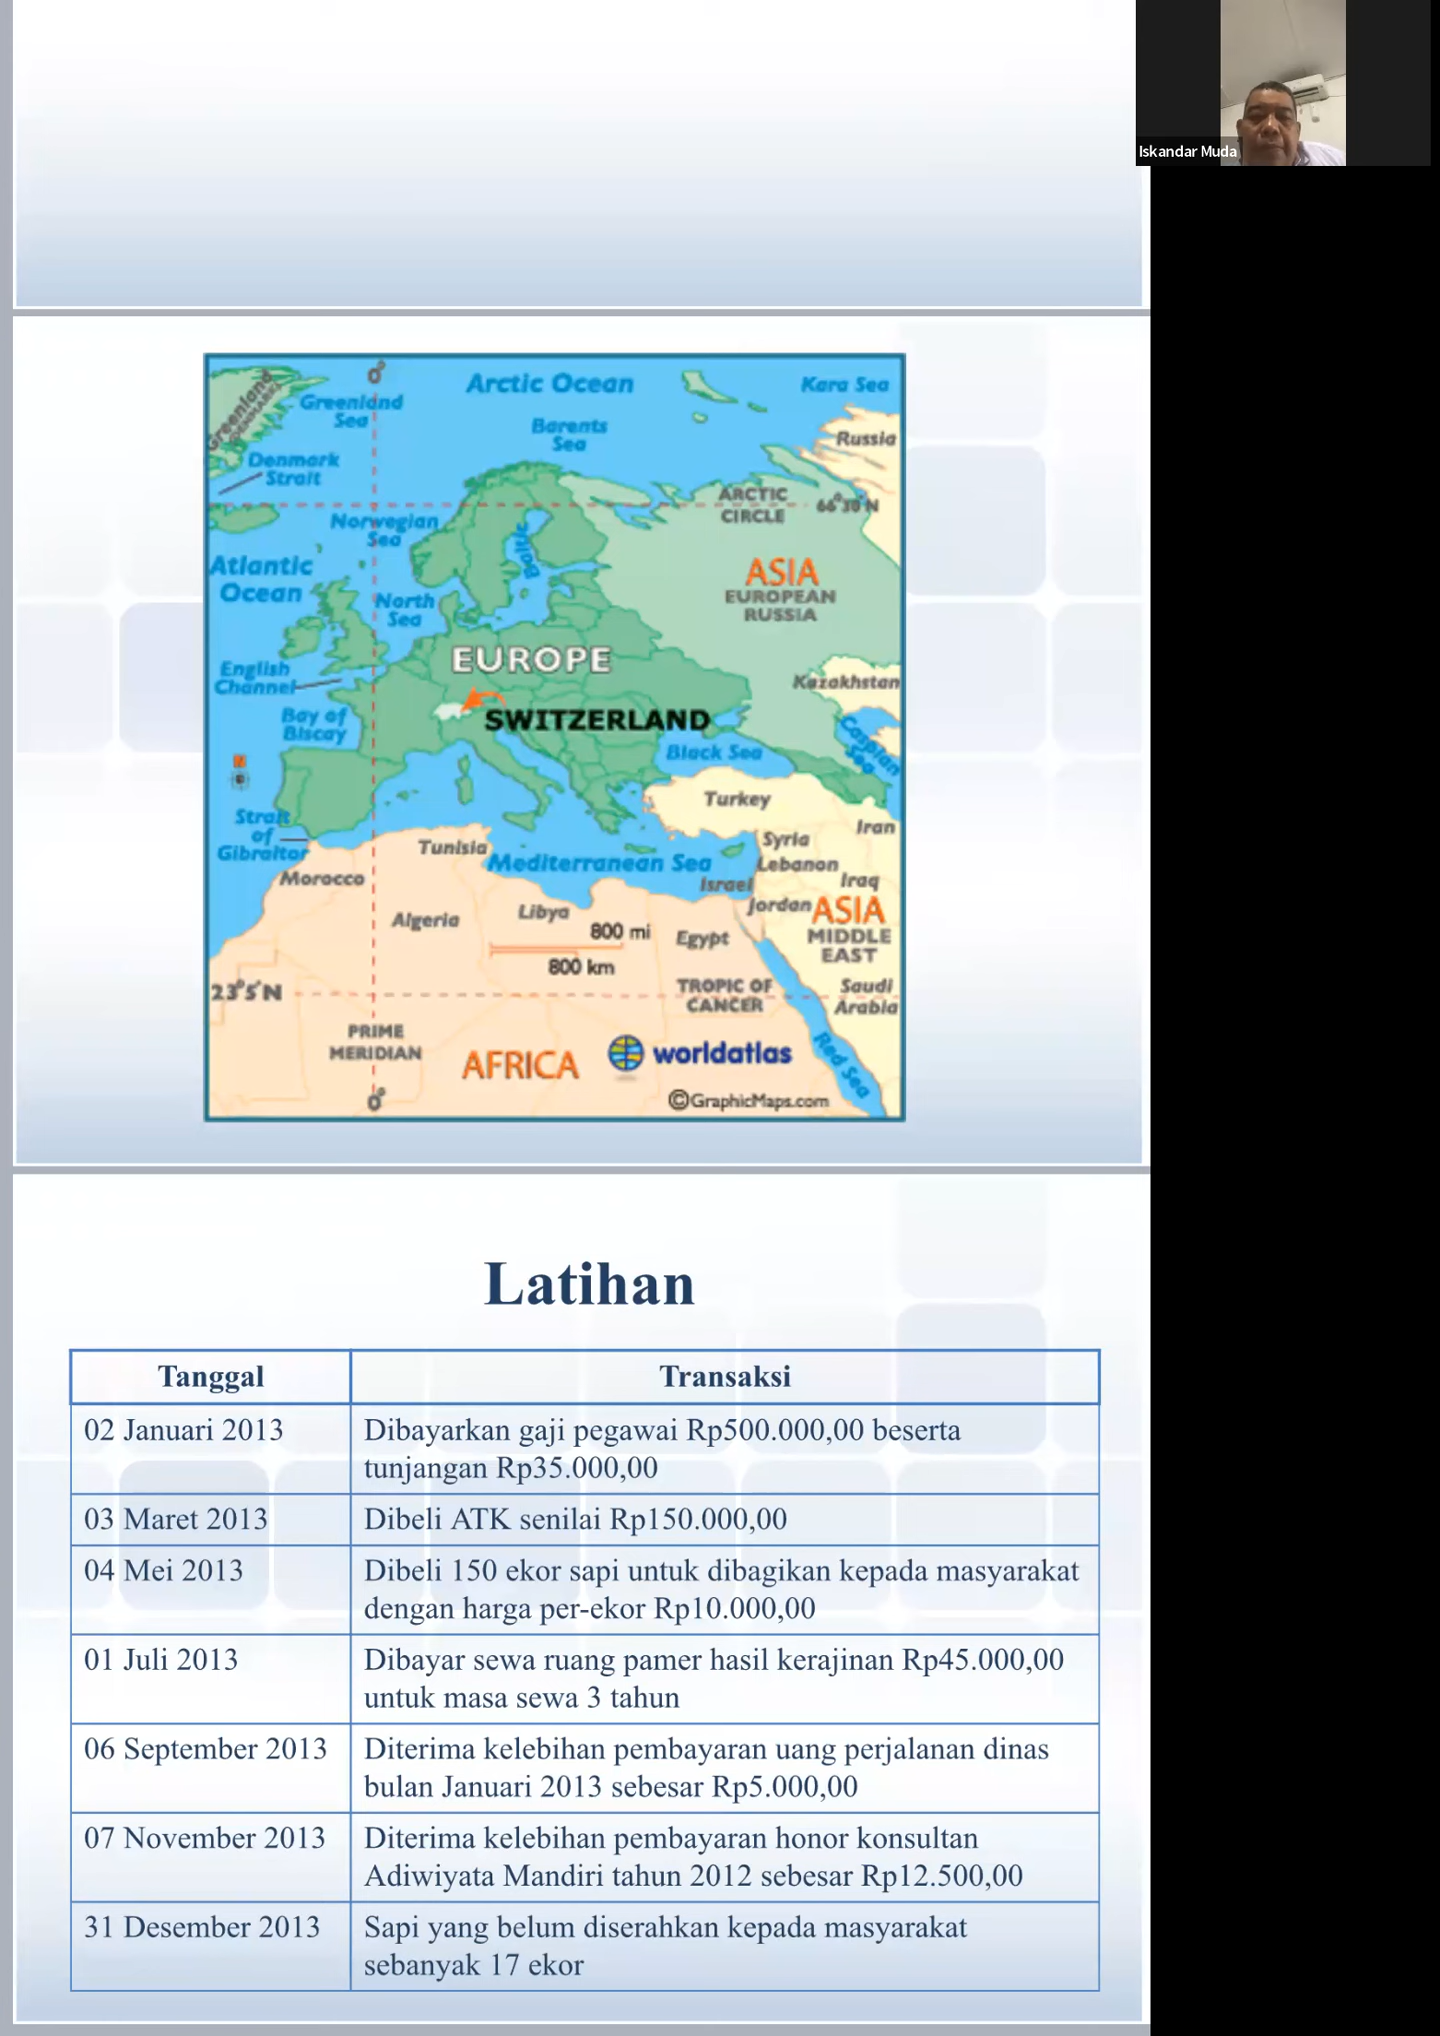 Iskandar Muda
0°
Arctic Ocean
Kara Sea
Greenland
DENMARK
Greenland
Sea
Barents
Sea
Russia
Denmark
Strait
ARCTIC
CIRCLE
66°30'N
Norwegian
Sea
Baltic
Atlantic
Ocean
ASIA
EUROPEAN
RUSSIA
North
Sea
EUROPE
English
Channel
Kazakhstan
SWITZERLAND
Bay of
Biscay
Black Sea
Caspian
Sea
Turkey
Strait
of
Gibraltar
Iran
Tunisia
Syria
Mediterranean Sea
Lebanon
Morocco
Israel
Iraq
Jordan
ASIA
MIDDLE
EAST
Algeria
Libya
800 mi
Egypt
800 km
23°5'N
TROPIC OF
CANCER
Saudi
Arabia
PRIME
MERIDIAN
AFRICA
worldatlas
Red Sea
0°
©GraphicMaps.com
Latihan
Tanggal Transaksi
02 Januari 2013 Dibayarkan gaji pegawai Rp500.000,00 beserta
tunjangan Rp35.000,00
03 Maret 2013 Dibeli ATK senilai Rp150.000,00
04 Mei 2013 Dibeli 150 ekor sapi untuk dibagikan kepada masyarakat
dengan harga per-ekor Rp10.000,00
01 Juli 2013 Dibayar sewa ruang pamer hasil kerajinan Rp45.000,00
untuk masa sewa 3 tahun
06 September 2013 Diterima kelebihan pembayaran uang perjalanan dinas
bulan Januari 2013 sebesar Rp5.000,00
07 November 2013 Diterima kelebihan pembayaran honor konsultan
Adiwiyata Mandiri tahun 2012 sebesar Rp12.500,00
31 Desember 2013 Sapi yang belum diserahkan kepada masyarakat
sebanyak 17 ekor